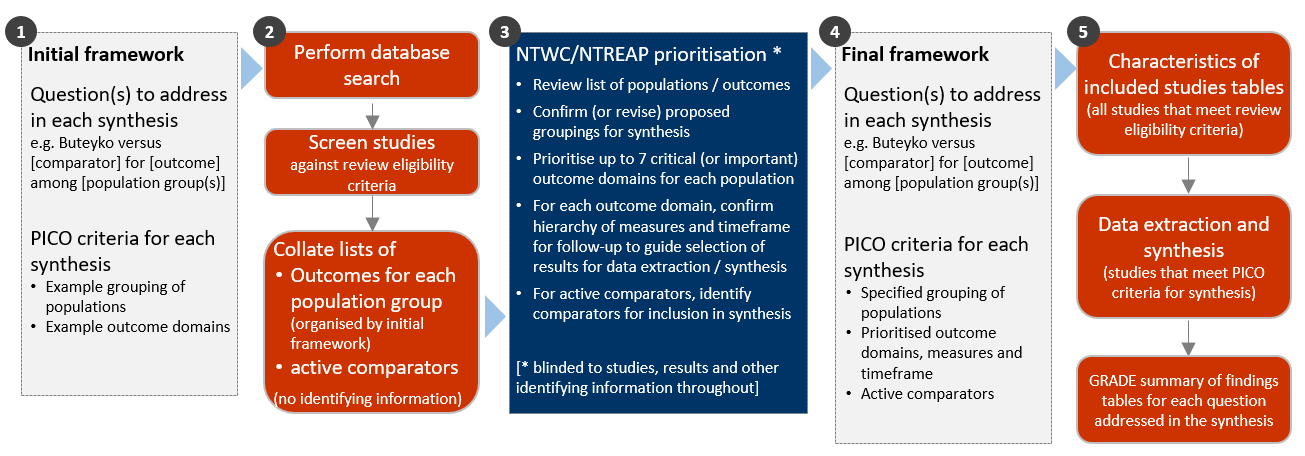 1
Initial framework
Question(s) to address
in each synthesis
e.g. Buteyko versus
[comparator] for [outcome]
among [population group(s)]
PICO criteria for each
synthesis
• Example grouping of
populations
• Example outcome domains
2
Perform database
search
Screen studies
against review eligibility
criteria
Collate lists of
• Outcomes for each
population group
(organised by initial
framework)
• active comparators
(no identifying information)
3
NTWC/NTREAP prioritisation *
• Review list of populations / outcomes
• Confirm (or revise) proposed
groupings for synthesis
• Prioritise up to 7 critical (or important)
outcome domains for each population
• For each outcome domain, confirm
hierarchy of measures and timeframe
for follow-up to guide selection of
results for data extraction / synthesis
• For active comparators, identify
comparators for inclusion in synthesis
[* blinded to studies, results and other
identifying information throughout]
4
Final framework
Question(s) to address
in each synthesis
e.g. Buteyko versus
[comparator] for [outcome]
among [population group(s)]
PICO criteria for each
synthesis
• Specified grouping of
populations
• Prioritised outcome
domains, measures and
timeframe
• Active comparators
5
Characteristics of
included studies tables
(all studies that meet review
eligibility criteria)
Data extraction and
synthesis
(studies that meet PICO
criteria for synthesis)
GRADE summary of findings
tables for each question
addressed in the synthesis